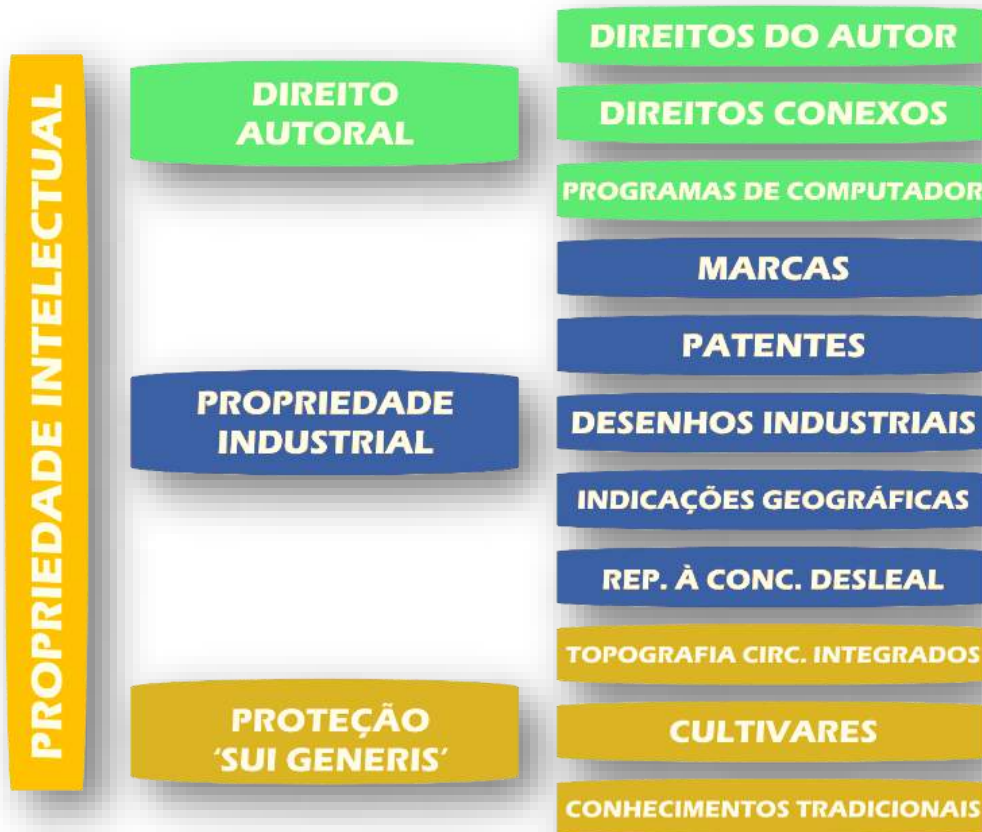 PROPRIEDADE INTELECTUAL
DIREITO
AUTORAL
DIREITOS DO AUTOR
DIREITOS CONEXOS
PROGRAMAS DE COMPUTADOR
PROPRIEDADE
INDUSTRIAL
MARCAS
PATENTES
DESENHOS INDUSTRIAIS
INDICAÇÕES GEOGRÁFICAS
REP. À CONC. DESLEAL
PROTEÇÃO
‘SUI GENERIS’
TOPOGRAFIA CIRC. INTEGRADOS
CULTIVARES
CONHECIMENTOS TRADICIONAIS